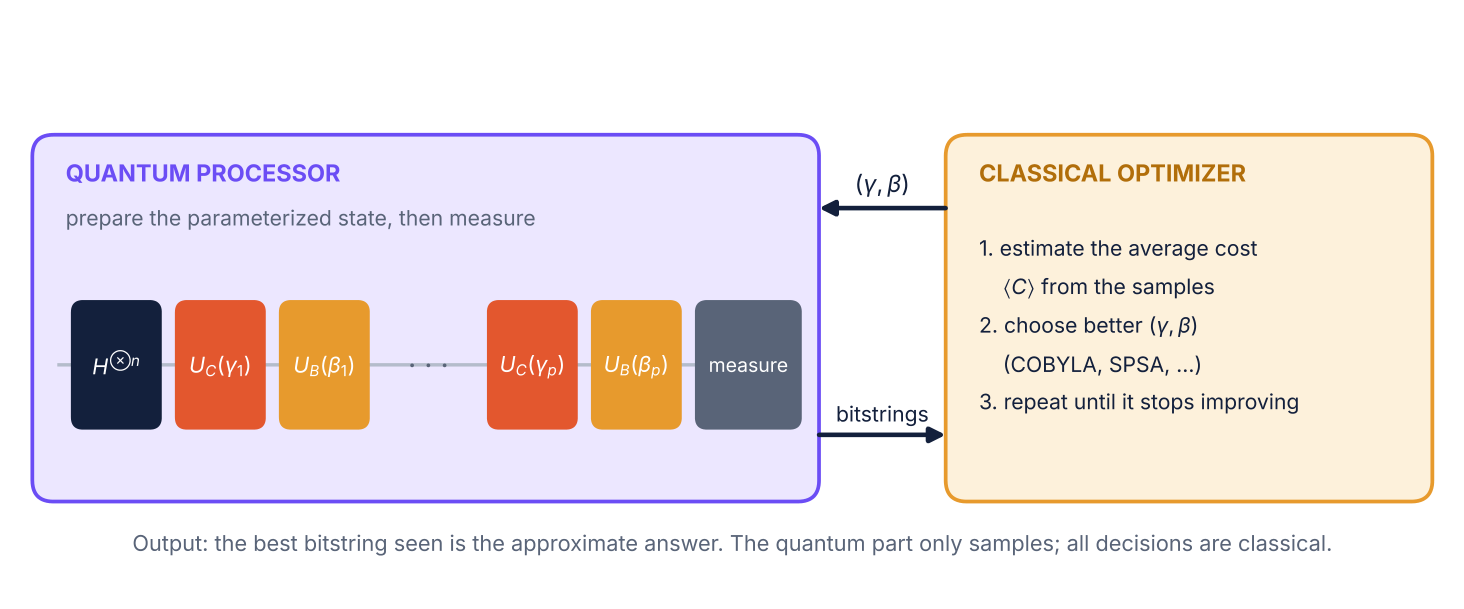 QUANTUM PROCESSOR
prepare the parameterized state, then measure
H⊗n
U_C(γ₁)
U_B(β₁)
· · ·
U_C(γ_p)
U_B(β_p)
measure
(γ, β)
bitstrings
CLASSICAL OPTIMIZER
1. estimate the average cost
⟨C⟩ from the samples
2. choose better (γ, β)
(COBYLA, SPSA, ...)
3. repeat until it stops improving
Output: the best bitstring seen is the approximate answer. The quantum part only samples; all decisions are classical.